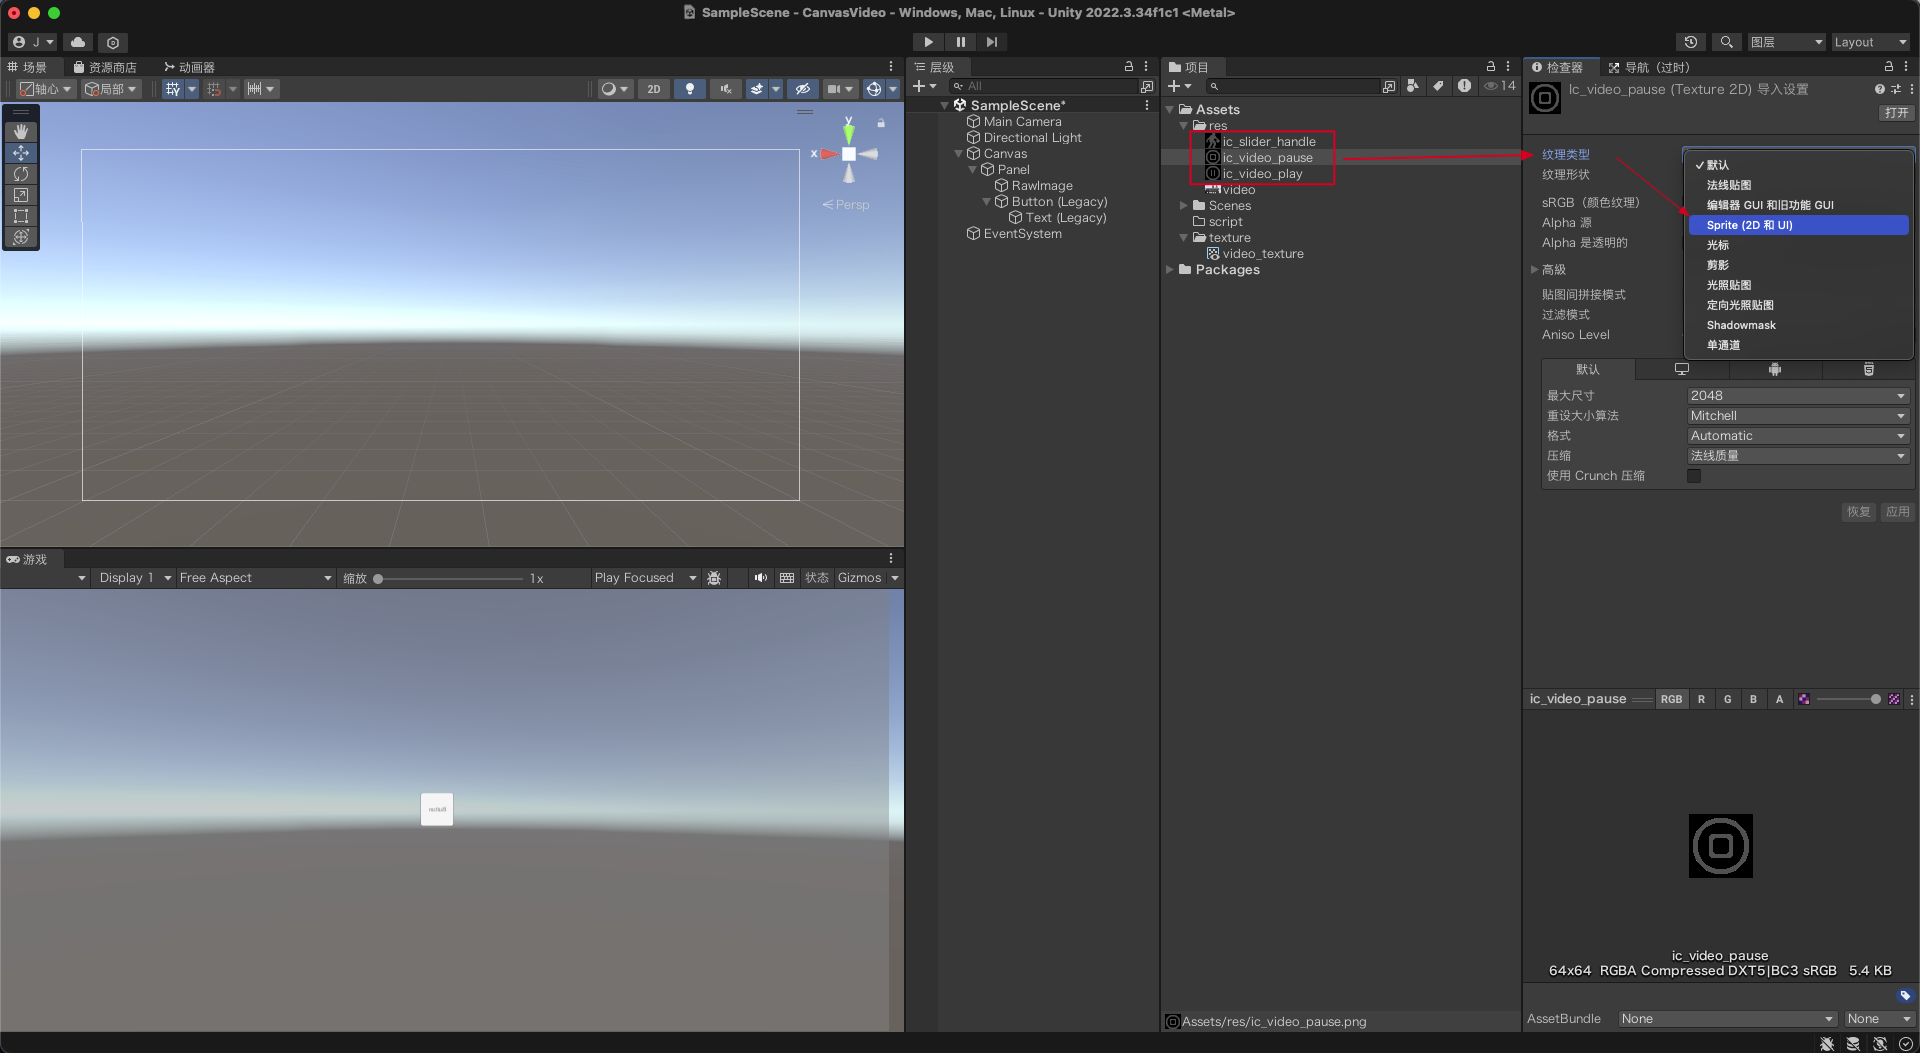 SampleScene - CanvasVideo - Windows, Mac, Linux - Unity 2022.3.34f1c1 <Metal>
J
图层
Layout
场景
资源商店
动画器
轴心
局部
2D
y
x
Persp
游戏
Display 1
Free Aspect
缩放
1x
Play Focused
状态
Gizmos
Button
层级
All
SampleScene*
Main Camera
Directional Light
Canvas
Panel
RawImage
Button (Legacy)
Text (Legacy)
EventSystem
项目
14
Assets
res
ic_slider_handle
ic_video_pause
ic_video_play
video
Scenes
script
texture
video_texture
Packages
Assets/res/ic_video_pause.png
检查器
导航（过时）
Ic_video_pause (Texture 2D) 导入设置
打开
纹理类型
纹理形状
sRGB（颜色纹理）
Alpha 源
Alpha 是透明的
高級
贴图间拼接模式
过滤模式
Aniso Level
默认
法线贴图
编辑器 GUI 和旧功能 GUI
Sprite (2D 和 UI)
光标
剪影
光照贴图
定向光照贴图
Shadowmask
单通道
默认
最大尺寸
2048
重设大小算法
Mitchell
格式
Automatic
压缩
法线质量
使用 Crunch 压缩
恢复
应用
ic_video_pause
RGB
R
G
B
A
ic_video_pause
64x64 RGBA Compressed DXT5|BC3 sRGB 5.4 KB
AssetBundle
None
None